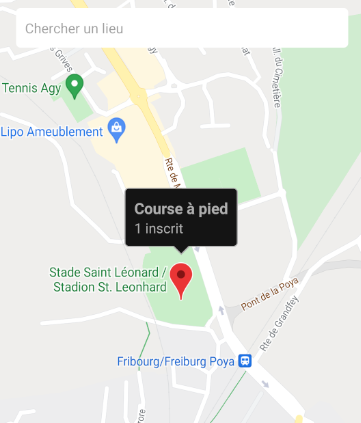 Chercher un lieu
Grives
Tennis Agy
du Cimetière
Lipo Ameublement
Rte de M
Course à pied
1 inscrit
Stade Saint Léonard /
Stadion St. Leonhard
Pont de la Poya
Rte de Grandfey
Fribourg/Freiburg Poya